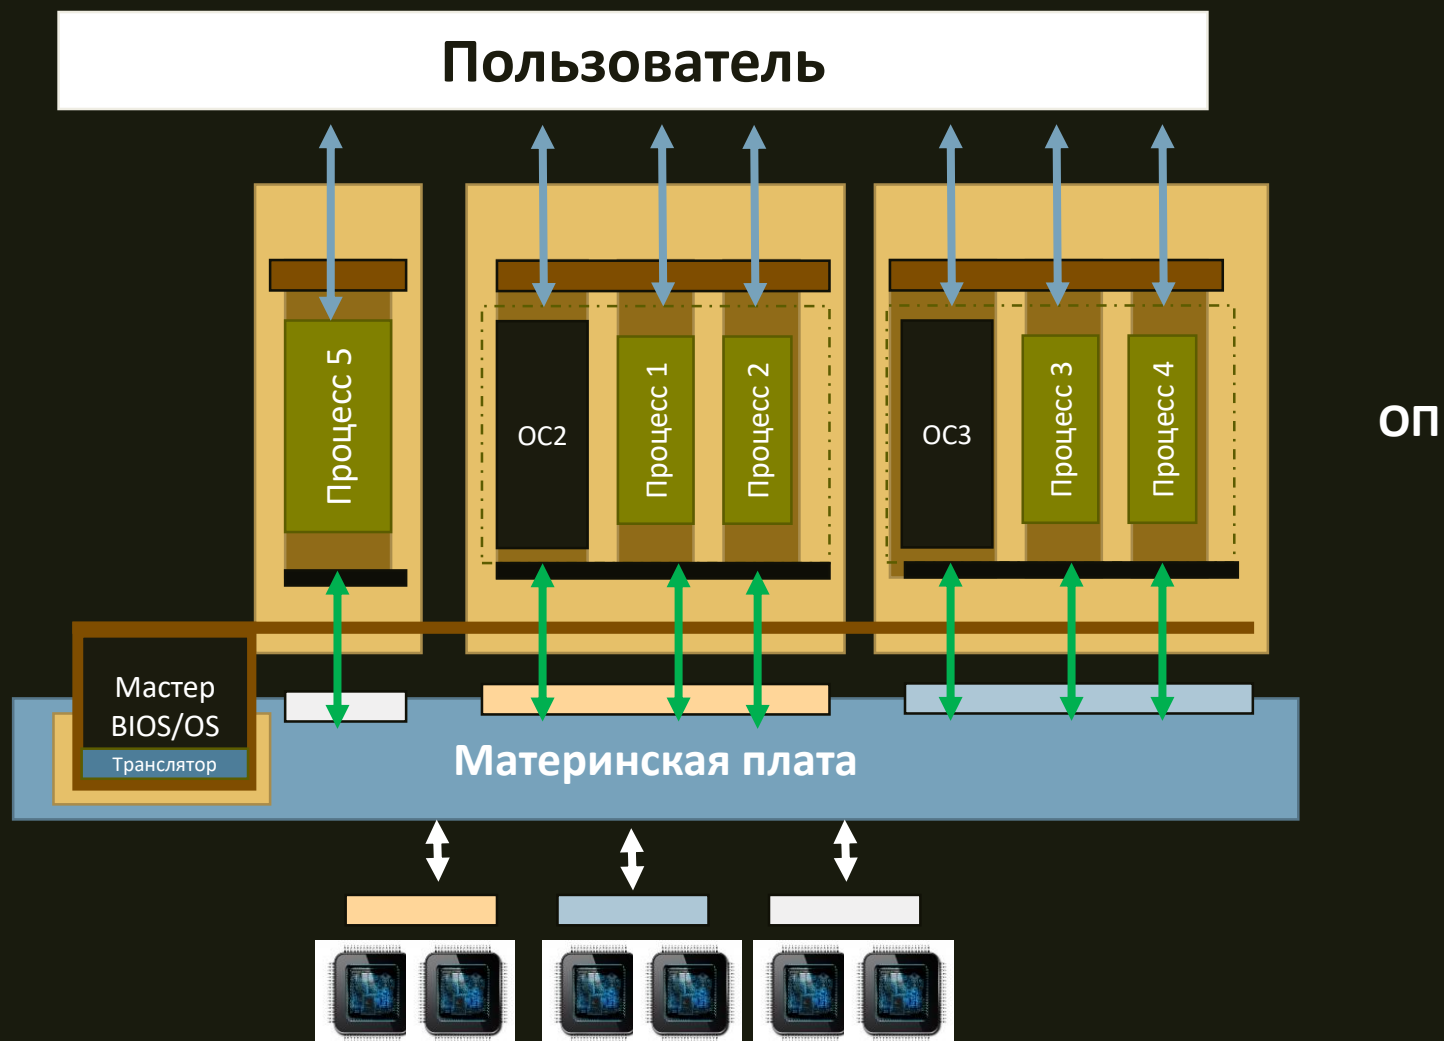 Пользователь
Процесс 5
ОС2
Процесс 1
Процесс 2
ОС3
Процесс 3
Процесс 4
ОП
Мастер
BIOS/OS
Транслятор
Материнская плата